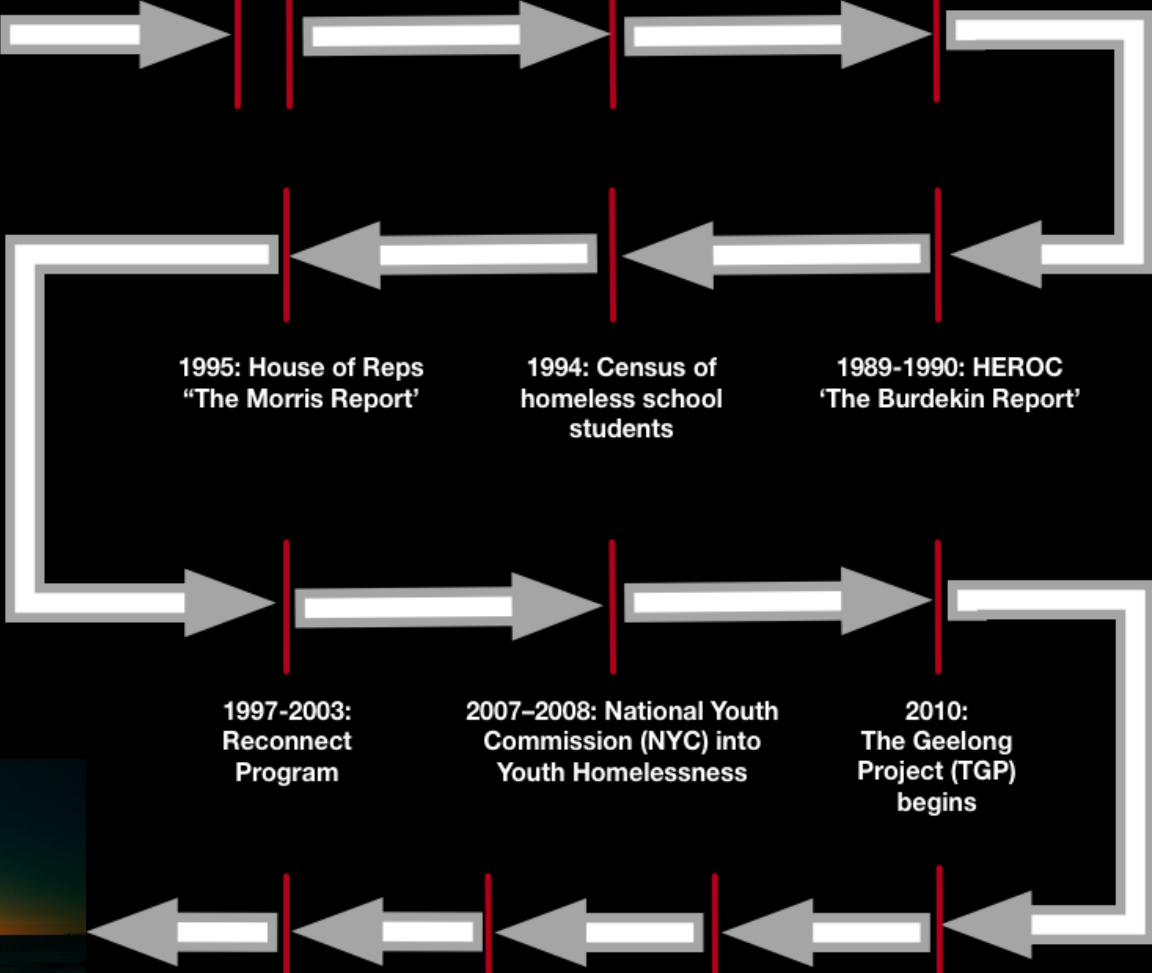 1995: House of Reps
“The Morris Report’
1994: Census of
homeless school
students
1989-1990: HEROC
‘The Burdekin Report’
1997-2003:
Reconnect
Program
2007–2008: National Youth
Commission (NYC) into
Youth Homelessness
2010:
The Geelong
Project (TGP)
begins